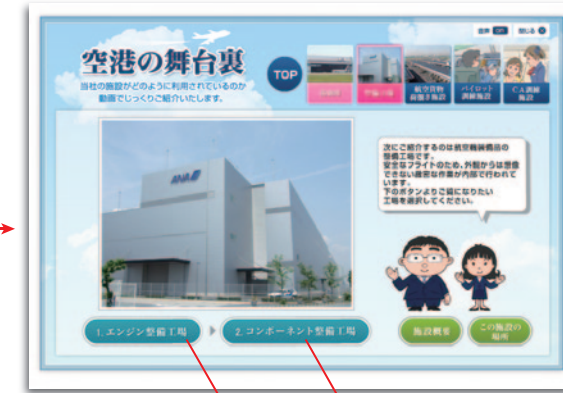 音声
閉じる
空港の舞台裏
当社の施設がどのように利用されているのか
動画でじっくりご紹介いたします。
TOP
航空貨物
荷捌き施設
パイロット
訓練施設
CA訓練
施設
ANA
次にご紹介するのは航空機装備品の
整備工場です。
安全なフライトのため、外観からは想像
できない緻密な作業が内部で行われて
います。
下のボタンよりご覧になりたい
工場を選択してください。
1.エンジン整備工場
2.コンポーネント整備工場
施設概要
この施設の
場所